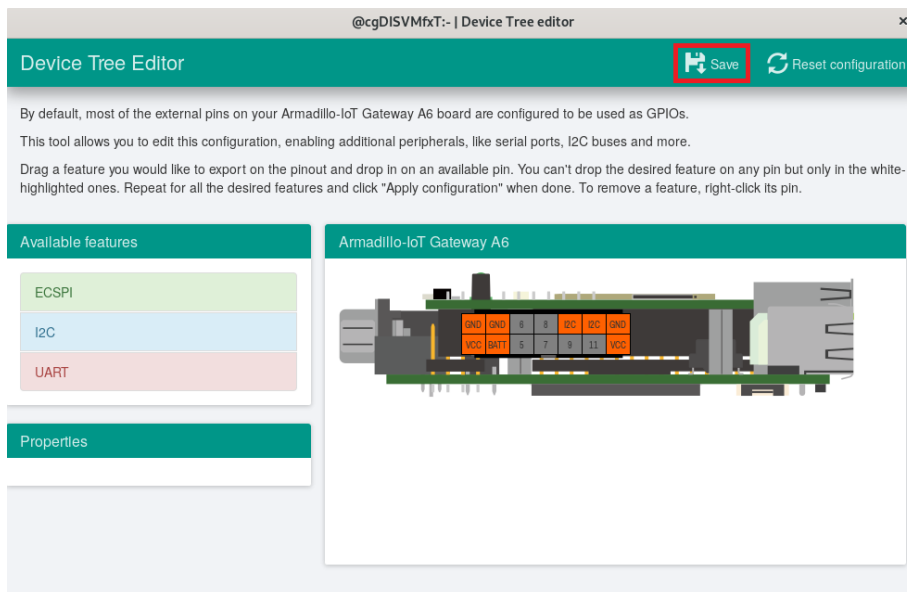 @cgDISVMfxT:- | Device Tree editor
Device Tree Editor
Save
Reset configuration
By default, most of the external pins on your Armadillo-IoT Gateway A6 board are configured to be used as GPIOs.
This tool allows you to edit this configuration, enabling additional peripherals, like serial ports, I2C buses and more.
Drag a feature you would like to export on the pinout and drop in on an available pin. You can't drop the desired feature on any pin but only in the white-
highlighted ones. Repeat for all the desired features and click "Apply configuration" when done. To remove a feature, right-click its pin.
Available features
ECSPI
I2C
UART
Properties
Armadillo-IoT Gateway A6
GND GND 6 8 I2C I2C GND
VCC BATT 5 7 9 11 VCC